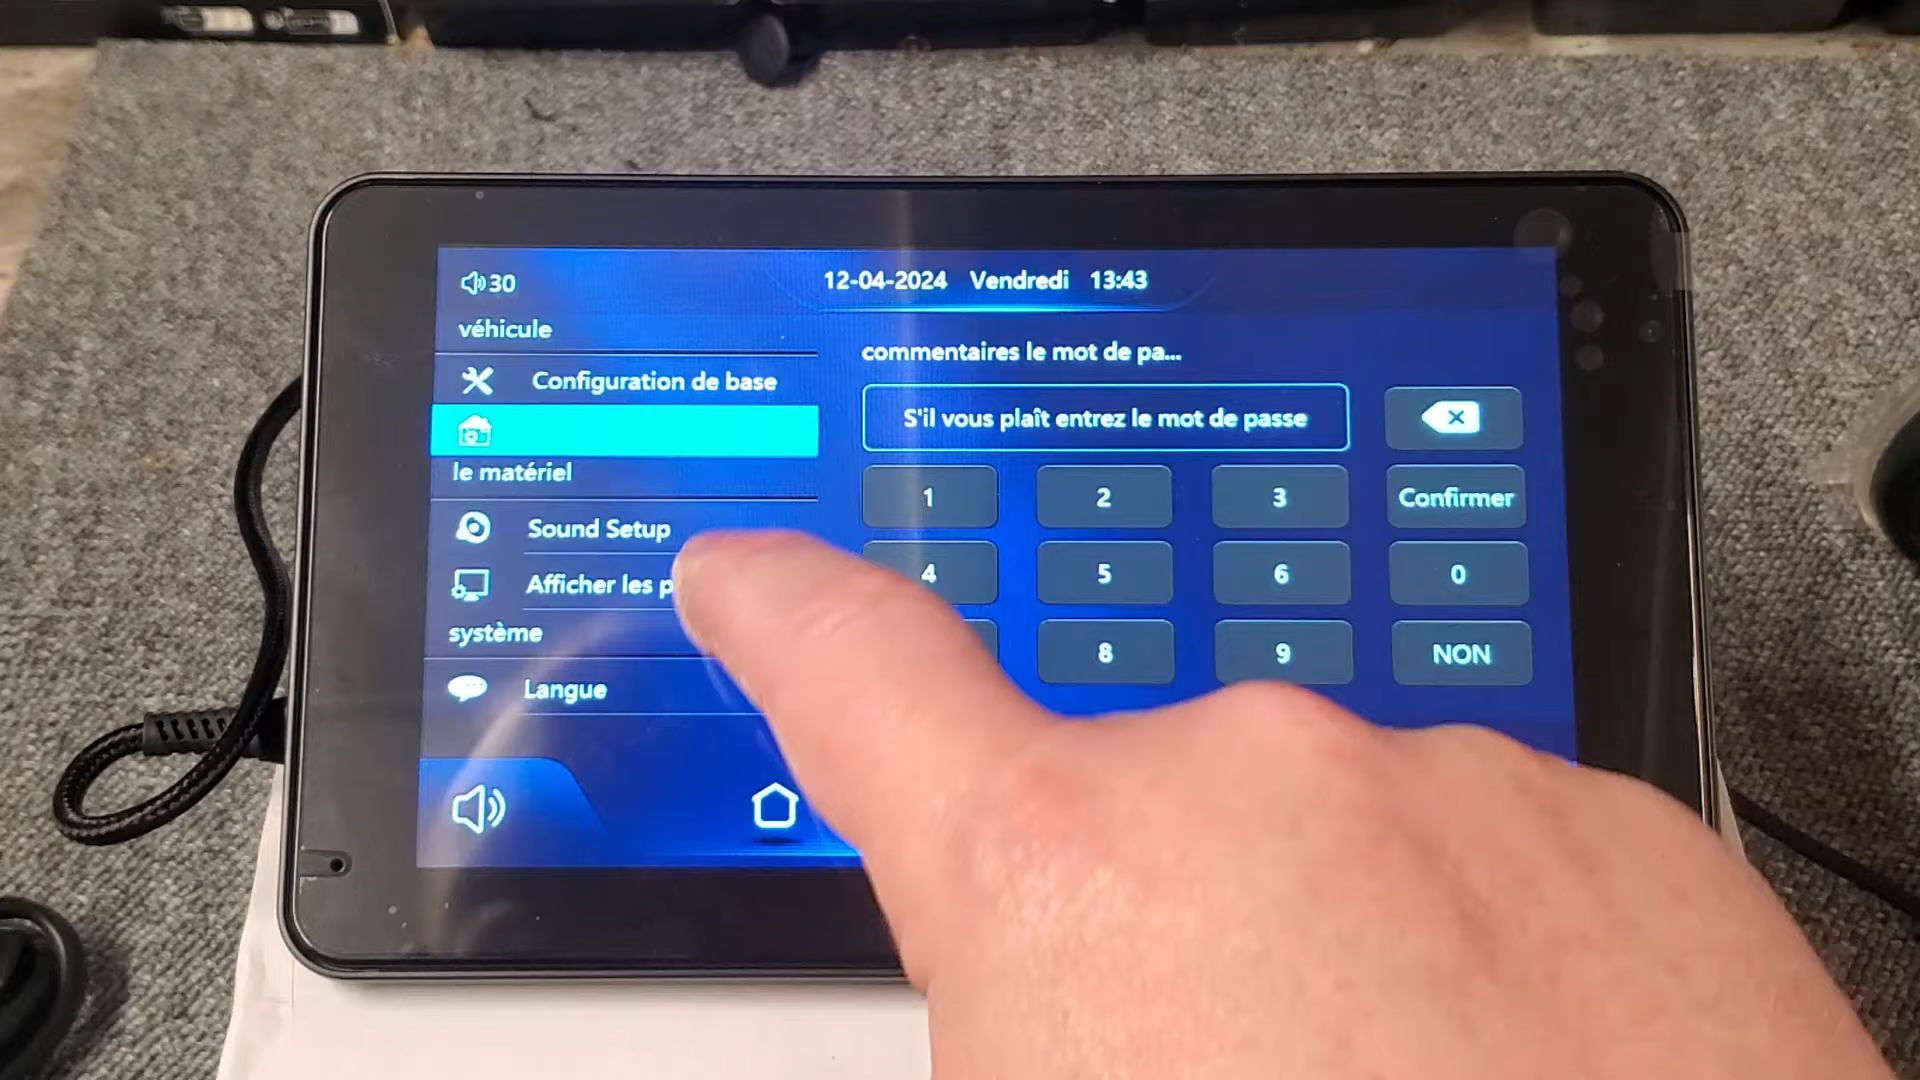 30
12-04-2024 Vendredi 13:43
véhicule
Configuration de base
le matériel
Sound Setup
Afficher les p
système
Langue
commentaires le mot de pa...
S'il vous plaît entrez le mot de passe
1 2 3 Confirmer
4 5 6 0
8 9 NON